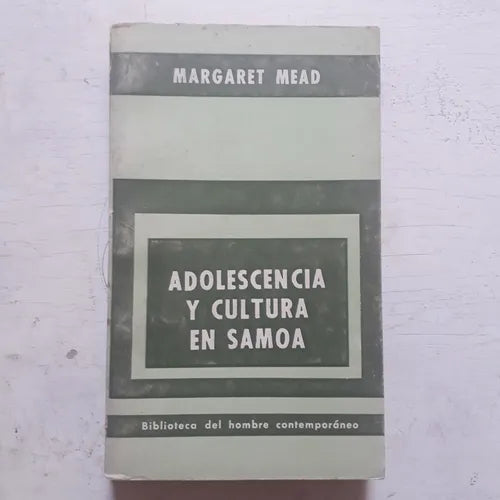 MARGARET MEAD
ADOLESCENCIA
Y CULTURA
EN SAMOA
Biblioteca del hombre contemporáneo